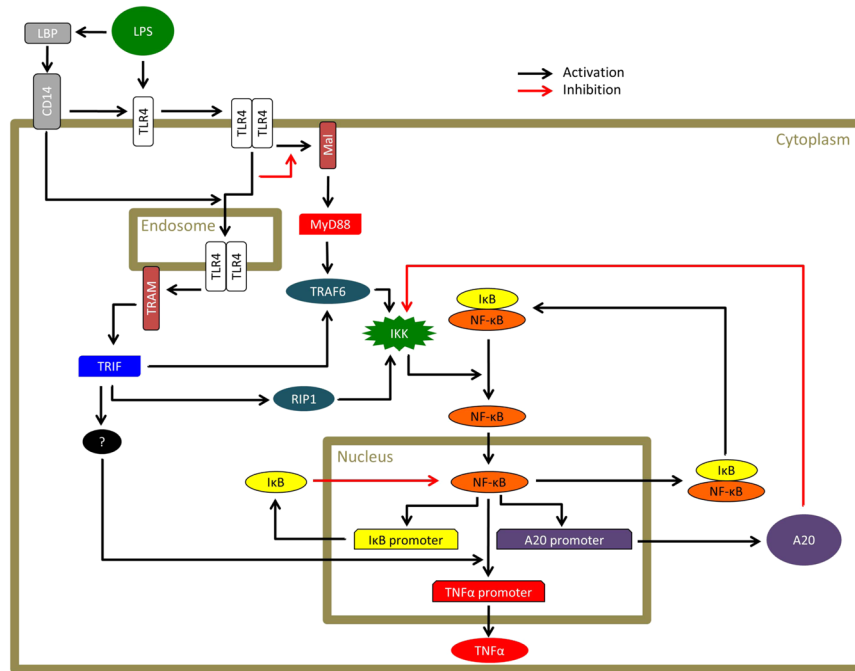 LBP
LPS
Activation
Inhibition
CD14
TLR4
TLR4
TLR4
Mal
Cytoplasm
Endosome
MyD88
TLR4
TLR4
TRAM
TRAF6
IκB
NF-κB
IKK
TRIF
RIP1
NF-κB
?
Nucleus
IκB
NF-κB
IκB
NF-κB
IκB promoter
A20 promoter
A20
TNFα promoter
TNFα